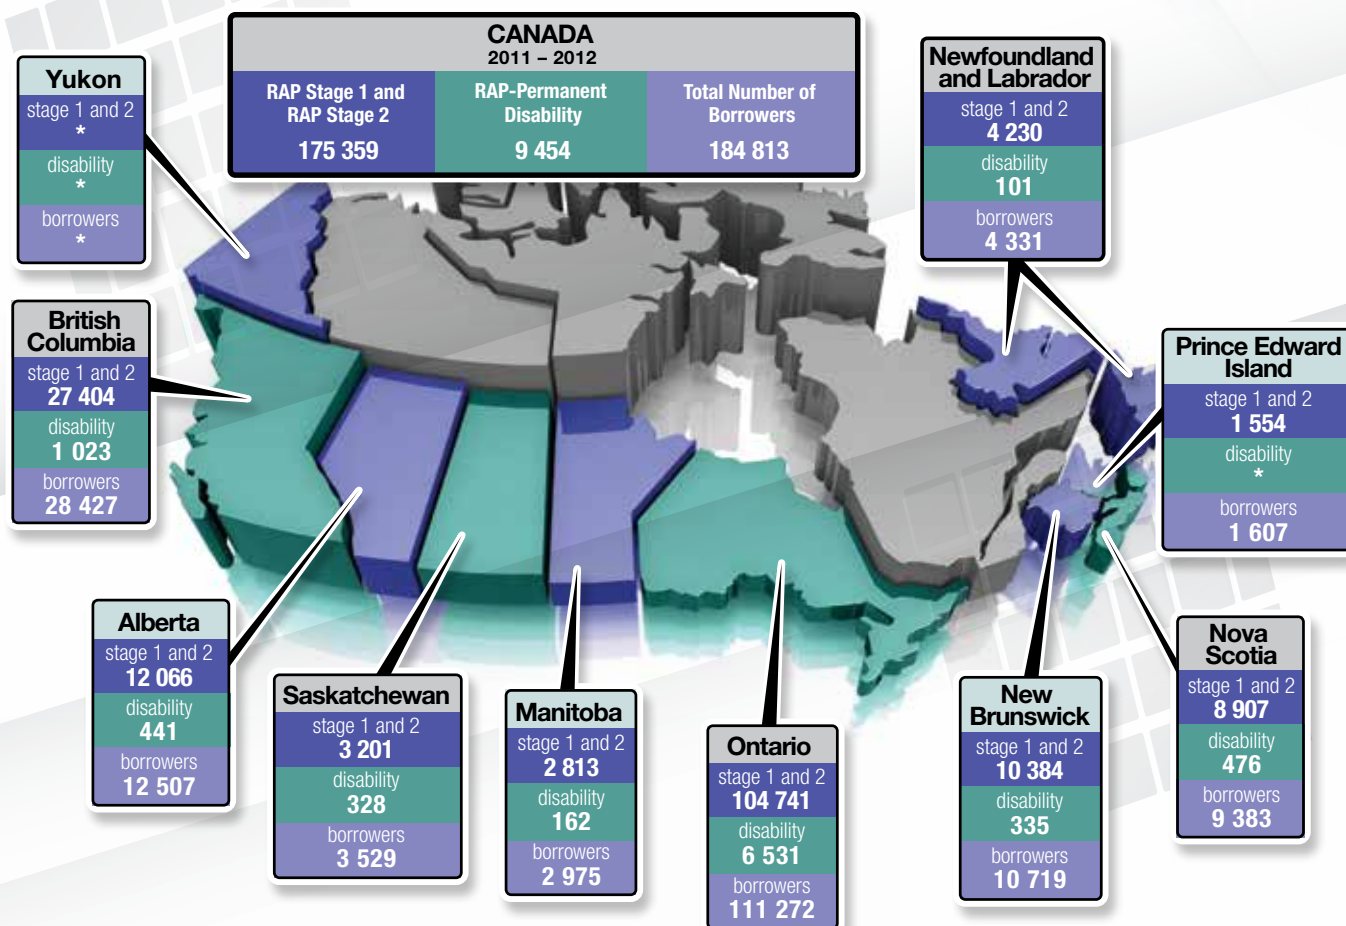 CANADA
2011 – 2012
RAP Stage 1 and
RAP Stage 2
175 359
RAP-Permanent
Disability
9 454
Total Number of
Borrowers
184 813
Yukon
stage 1 and 2
*
disability
*
borrowers
*
Newfoundland
and Labrador
stage 1 and 2
4 230
disability
101
borrowers
4 331
British
Columbia
stage 1 and 2
27 404
disability
1 023
borrowers
28 427
Prince Edward
Island
stage 1 and 2
1 554
disability
*
borrowers
1 607
Alberta
stage 1 and 2
12 066
disability
441
borrowers
12 507
Saskatchewan
stage 1 and 2
3 201
disability
328
borrowers
3 529
Manitoba
stage 1 and 2
2 813
disability
162
borrowers
2 975
Ontario
stage 1 and 2
104 741
disability
6 531
borrowers
111 272
New
Brunswick
stage 1 and 2
10 384
disability
335
borrowers
10 719
Nova
Scotia
stage 1 and 2
8 907
disability
476
borrowers
9 383